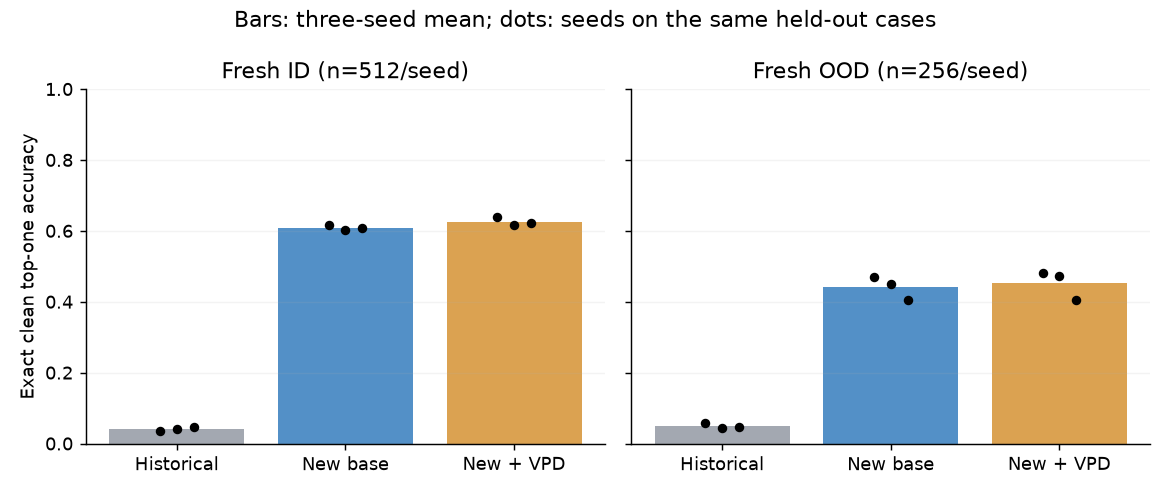 Bars: three-seed mean; dots: seeds on the same held-out cases
Fresh ID (n=512/seed)
Fresh OOD (n=256/seed)
Exact clean top-one accuracy
1.0
0.8
0.6
0.4
0.2
0.0
Historical
New base
New + VPD
Historical
New base
New + VPD